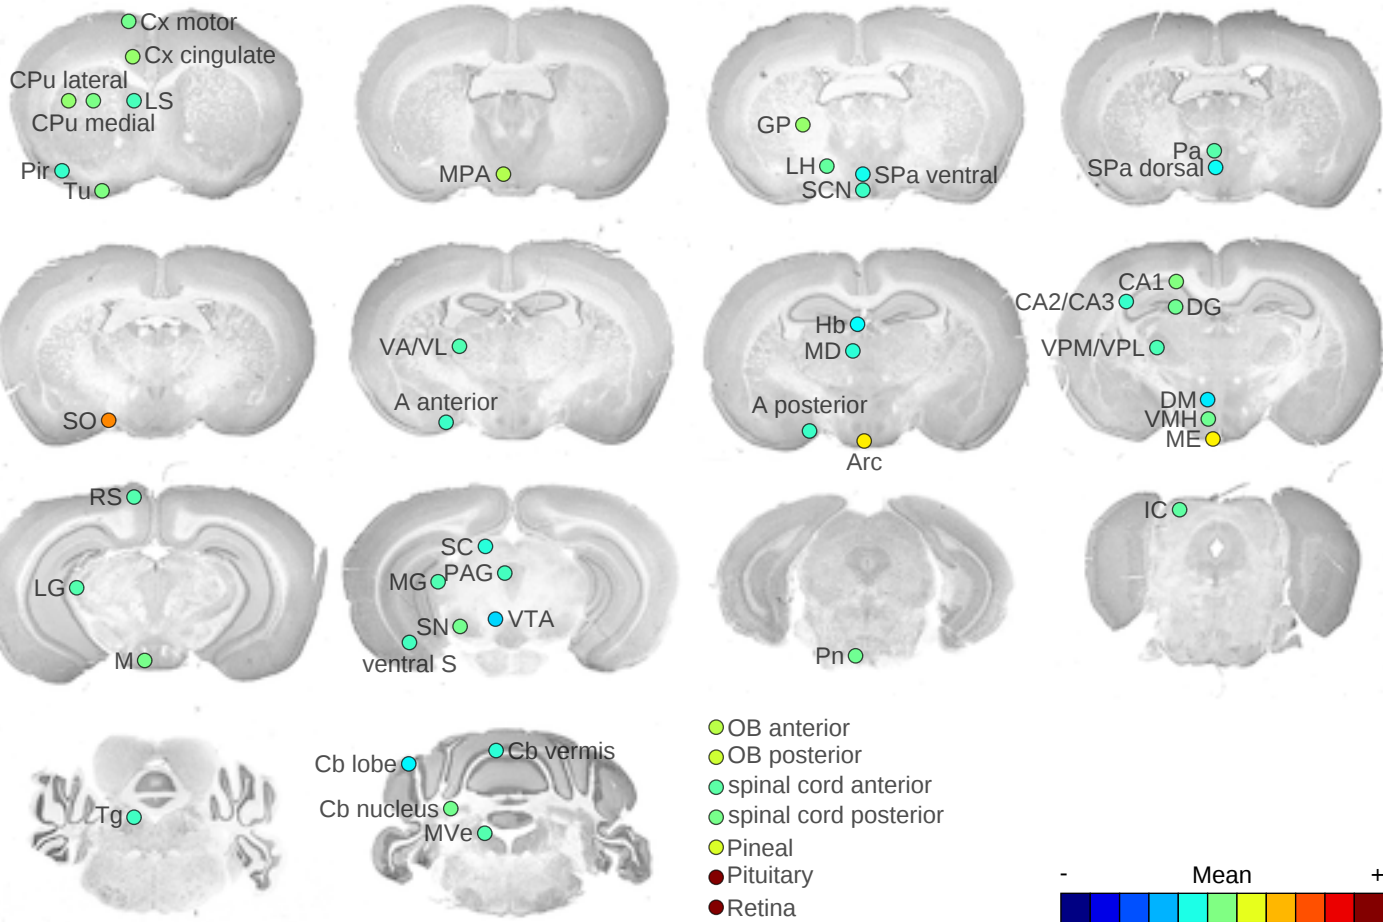 Cx motor
Cx cingulate
CPu lateral
LS
CPu medial
Pir
Tu
MPA
GP
LH
SPa ventral
SCN
Pa
SPa dorsal
SO
VA/VL
A anterior
Hb
MD
A posterior
Arc
CA1
CA2/CA3
DG
VPM/VPL
DM
VMH
ME
RS
LG
M
SC
PAG
MG
SN
VTA
ventral S
Pn
IC
Tg
Cb lobe
Cb vermis
Cb nucleus
MVe
OB anterior
OB posterior
spinal cord anterior
spinal cord posterior
Pineal
Pituitary
Retina
- Mean +